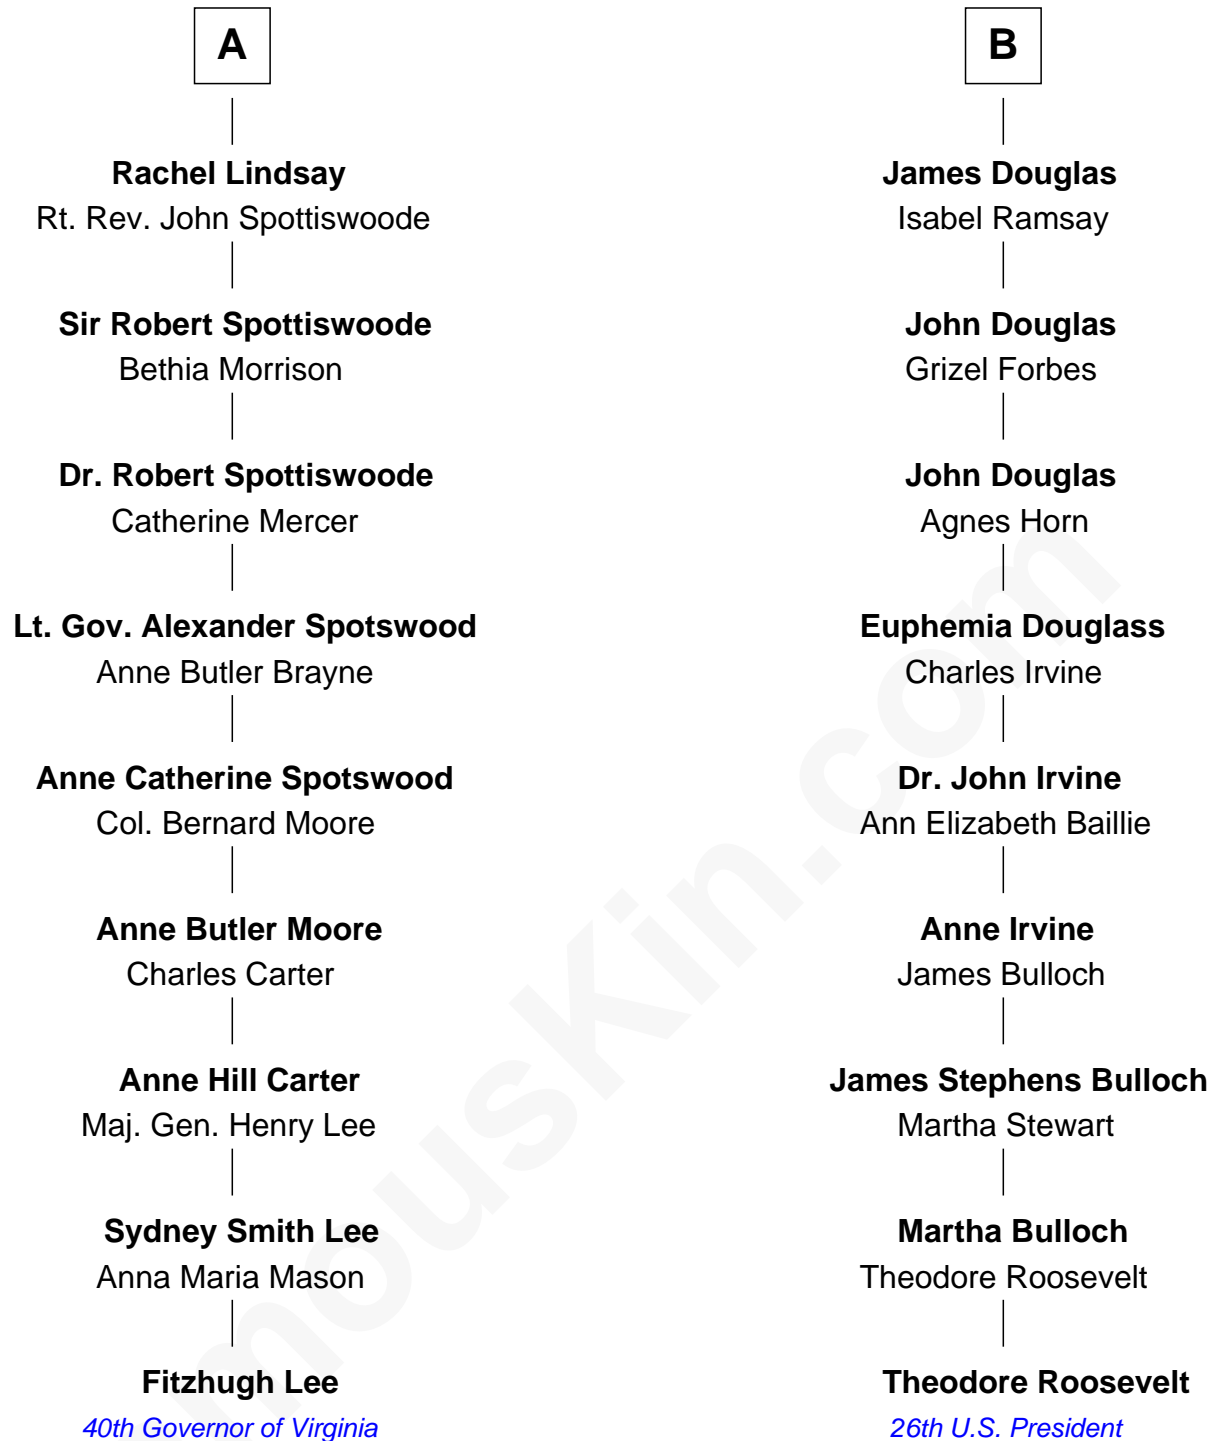 A
Rachel Lindsay
Rt. Rev. John Spottiswoode
Sir Robert Spottiswoode
Bethia Morrison
Dr. Robert Spottiswoode
Catherine Mercer
Lt. Gov. Alexander Spotswood
Anne Butler Brayne
Anne Catherine Spotswood
Col. Bernard Moore
Anne Butler Moore
Charles Carter
Anne Hill Carter
Maj. Gen. Henry Lee
Sydney Smith Lee
Anna Maria Mason
Fitzhugh Lee
40th Governor of Virginia
B
James Douglas
Isabel Ramsay
John Douglas
Grizel Forbes
John Douglas
Agnes Horn
Euphemia Douglass
Charles Irvine
Dr. John Irvine
Ann Elizabeth Baillie
Anne Irvine
James Bulloch
James Stephens Bulloch
Martha Stewart
Martha Bulloch
Theodore Roosevelt
Theodore Roosevelt
26th U.S. President
mousKin.com